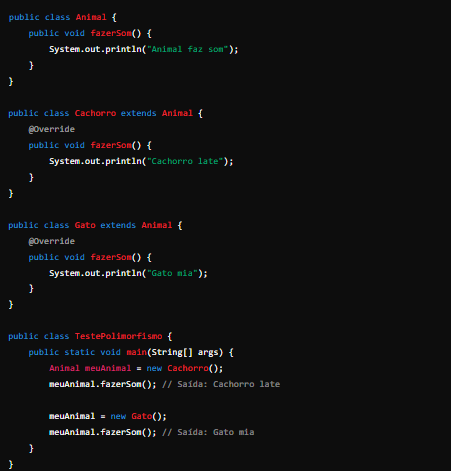 public class Animal {
    public void fazerSom() {
        System.out.println("Animal faz som");
    }
}

public class Cachorro extends Animal {
    @Override
    public void fazerSom() {
        System.out.println("Cachorro late");
    }
}

public class Gato extends Animal {
    @Override
    public void fazerSom() {
        System.out.println("Gato mia");
    }
}

public class TestePolimorfismo {
    public static void main(String[] args) {
        Animal meuAnimal = new Cachorro();
        meuAnimal.fazerSom(); // Saída: Cachorro late

        meuAnimal = new Gato();
        meuAnimal.fazerSom(); // Saída: Gato mia
    }
}